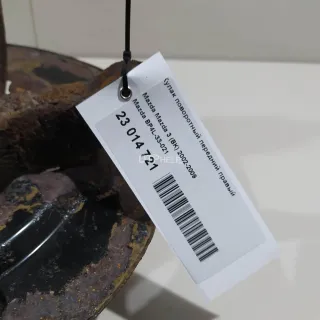 Кулак поворотный передний правый
Mazda Mazda 3 (BK) 2002-2009
Mazda BP4L-33-021
23 014 721